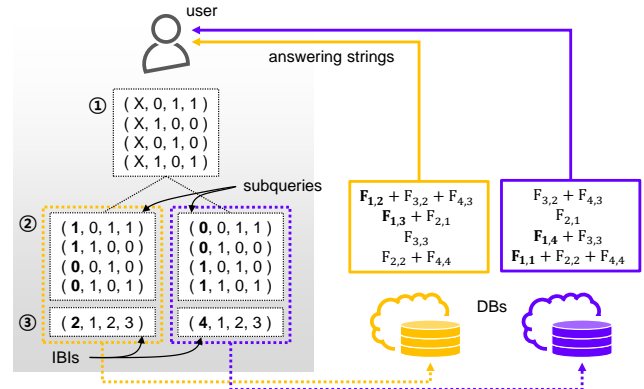 user
answering strings
①
( X, 0, 1, 1 )
( X, 1, 0, 0 )
( X, 0, 1, 0 )
( X, 1, 0, 1 )
subqueries
②
( 1, 0, 1, 1 )
( 1, 1, 0, 0 )
( 0, 0, 1, 0 )
( 0, 1, 0, 1 )
( 0, 0, 1, 1 )
( 0, 1, 0, 0 )
( 1, 0, 1, 0 )
( 1, 1, 0, 1 )
F1,2 + F3,2 + F4,3
F1,3 + F2,1
F3,3
F2,2 + F4,4
F3,2 + F4,3
F2,1
F1,4 + F3,3
F1,1 + F2,2 + F4,4
③
( 2, 1, 2, 3 )
( 4, 1, 2, 3 )
IBIs
DBs